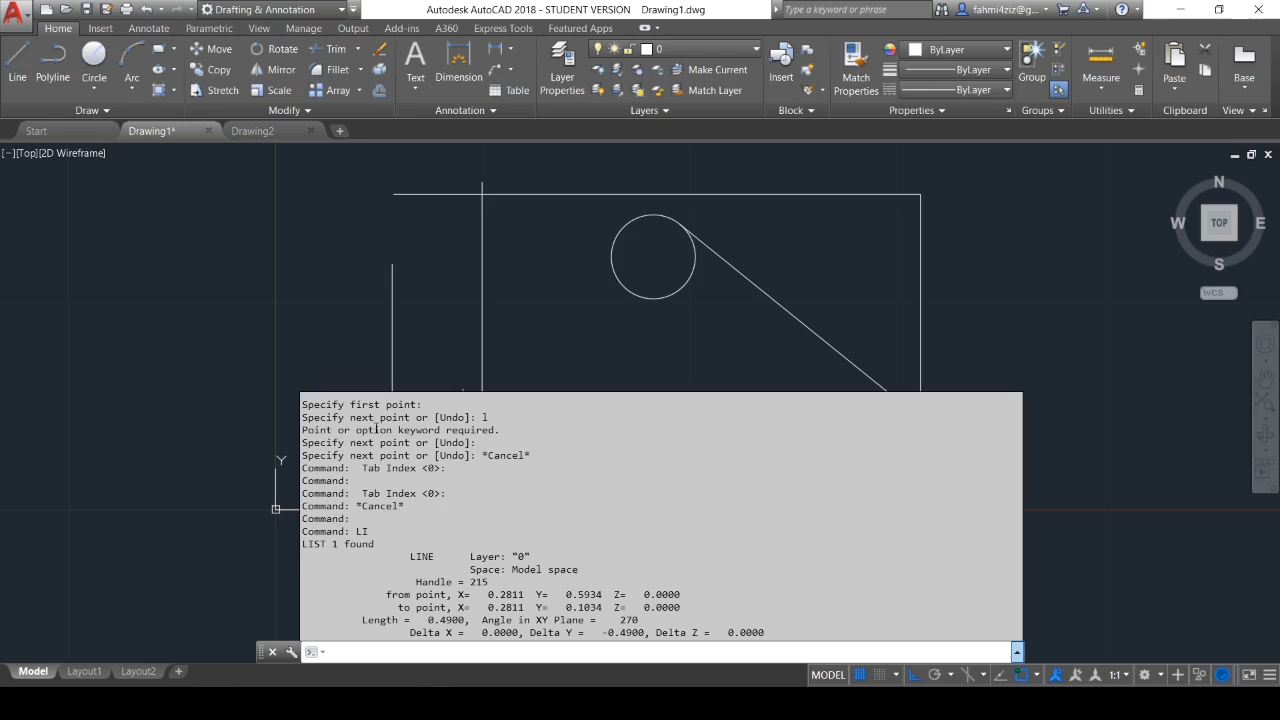 Drafting & Annotation
Autodesk AutoCAD 2018 - STUDENT VERSION Drawing1.dwg
Type a keyword or phrase
fahmi4ziz@gmail.com
Home Insert Annotate Parametric View Manage Output Add-ins A360 Express Tools Featured Apps
Line Polyline Circle Arc
Move Rotate Trim
Copy Mirror Fillet
Stretch Scale Array
Text Dimension Table
Layer Properties
0
Make Current
Match Layer
Insert
Match Properties
ByLayer
ByLayer
ByLayer
Group
Measure
Paste
Base
Draw Modify Annotation Layers Block Properties Groups Utilities Clipboard View
Start Drawing1* Drawing2
[−][Top][2D Wireframe]
N
W TOP E
S
WCS
Y
Specify first point:
Specify next point or [Undo]: l
Point or option keyword required.
Specify next point or [Undo]:
Specify next point or [Undo]: *Cancel*
Command: Tab Index <0>:
Command:
Command: Tab Index <0>:
Command: *Cancel*
Command:
Command: LI
LIST 1 found
LINE Layer: "0"
Space: Model space
Handle = 215
from point, X= 0.2811 Y= 0.5934 Z= 0.0000
to point, X= 0.2811 Y= 0.1034 Z= 0.0000
Length = 0.4900, Angle in XY Plane = 270
Delta X = 0.0000, Delta Y = -0.4900, Delta Z = 0.0000
Model Layout1 Layout2
MODEL 1:1